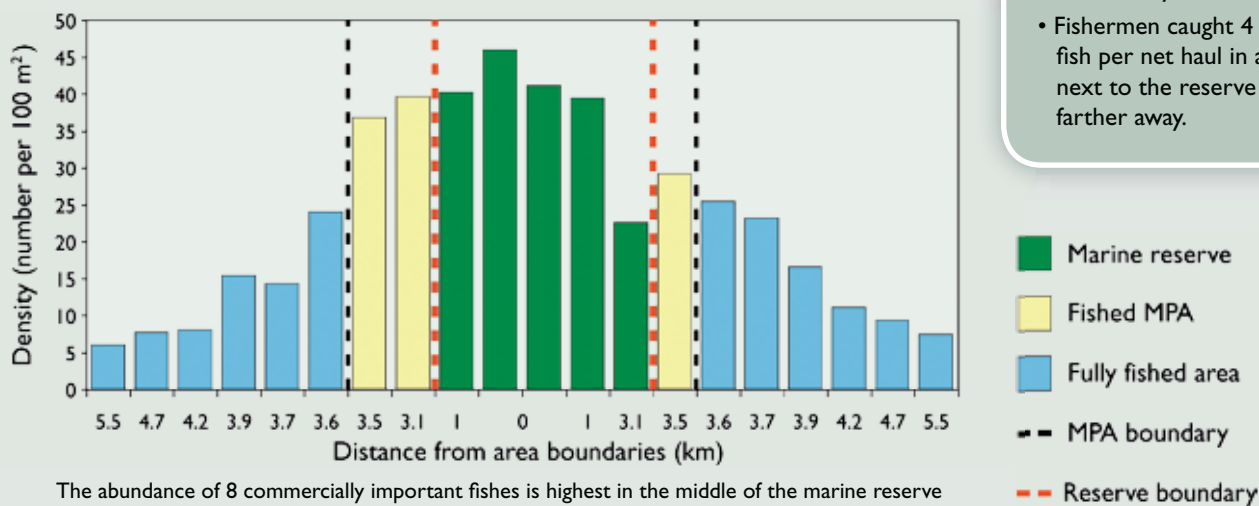 50
45
40
35
30
25
20
15
10
5
0
Density (number per 100 m²)
5.5 4.7 4.2 3.9 3.7 3.6 3.5 3.1 1 0 1 3.1 3.5 3.6 3.7 3.9 4.2 4.7 5.5
Distance from area boundaries (km)
The abundance of 8 commercially important fishes is highest in the middle of the marine reserve
• Fishermen caught 4
fish per net haul in
next to the reserve
farther away.
Marine reserve
Fished MPA
Fully fished area
MPA boundary
Reserve boundary